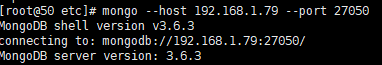 [root@50 etc]# mongo --host 192.168.1.79 --port 27050
MongoDB shell version v3.6.3
connecting to: mongodb://192.168.1.79:27050/
MongoDB server version: 3.6.3